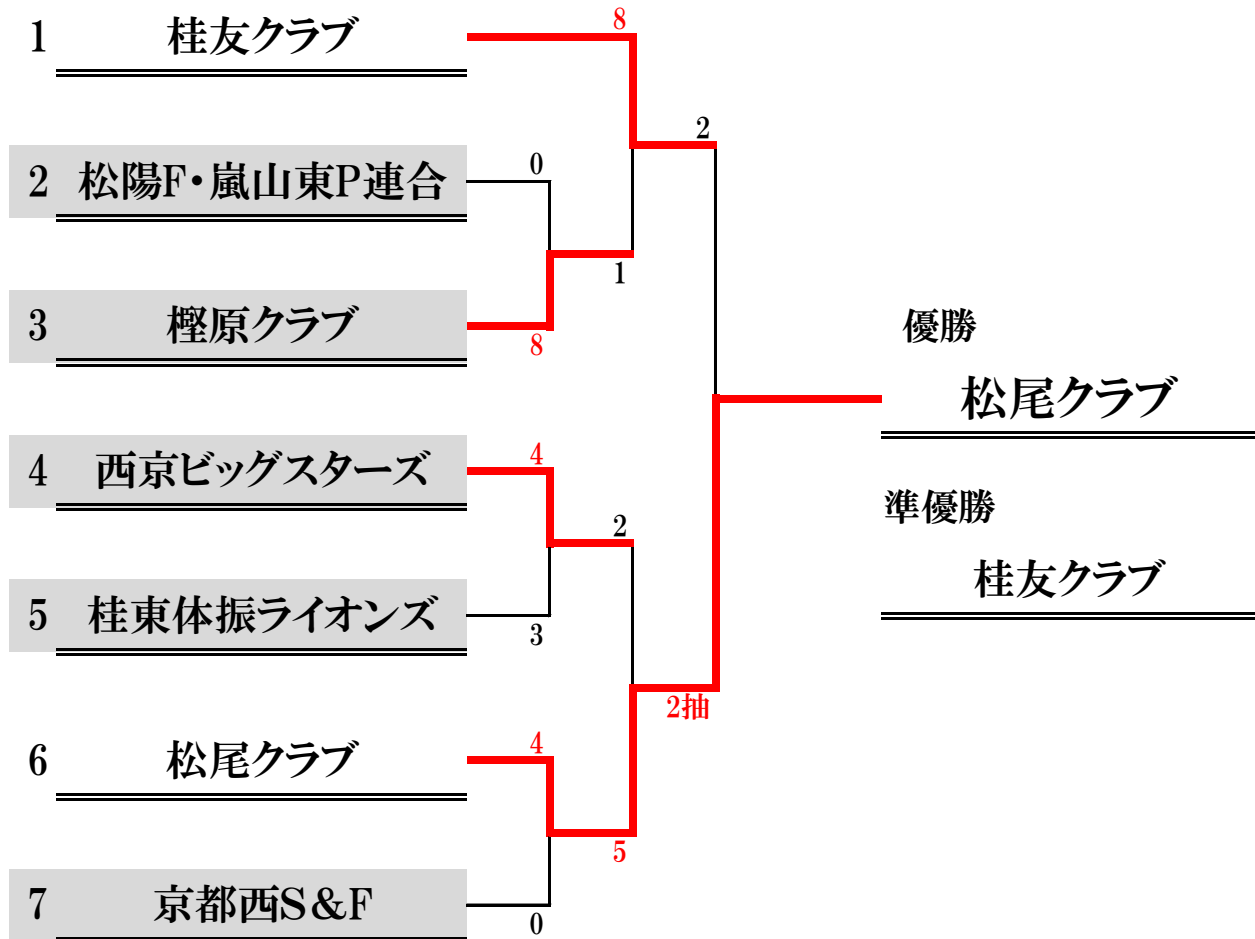 8
1 桂友クラブ
2
0
2 松陽F・嵐山東P連合
1
3 樫原クラブ
8
優勝
松尾クラブ
4
4 西京ビッグスターズ
2
準優勝
桂友クラブ
5 桂東体振ライオンズ
3
2抽
4
6 松尾クラブ
5
7 京都西S&F
0